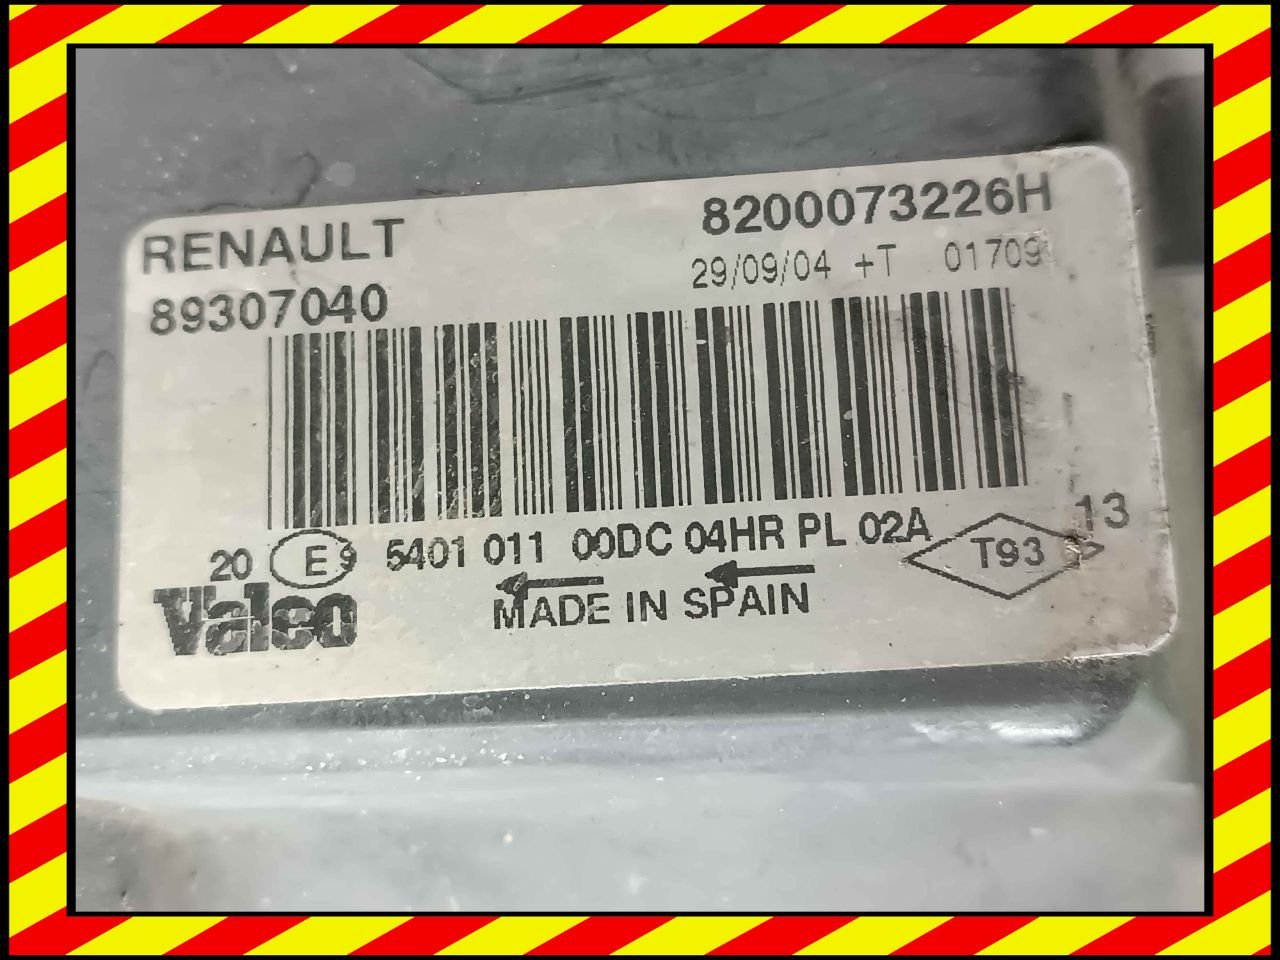 RENAULT 8200073226H
89307040 29/09/04 +T 01709
20 E9 5401 011 00DC 04HR PL 02A T93 13
Valeo MADE IN SPAIN